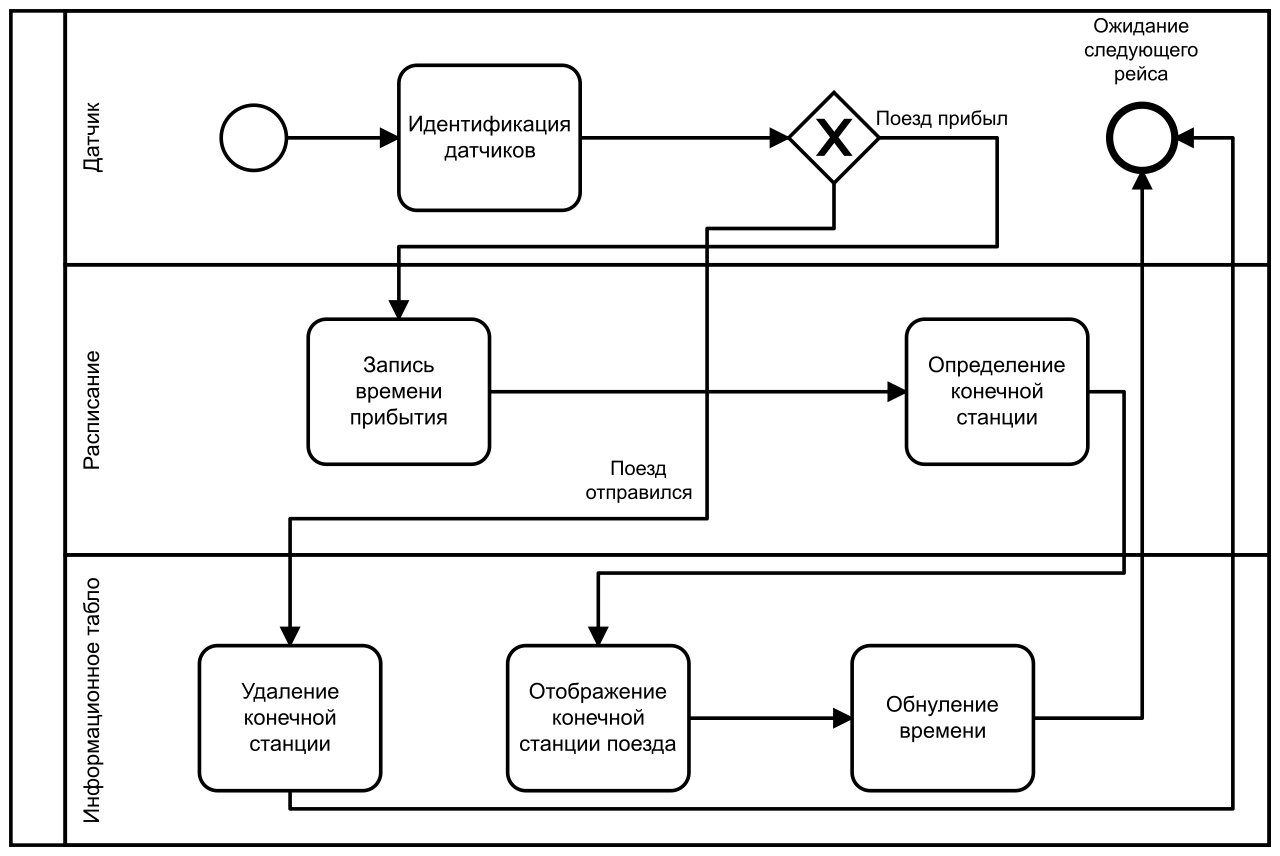 Ожидание
следующего
рейса
Датчик
Идентификация
датчиков
X
Поезд прибыл
Расписание
Запись
времени
прибытия
Определение
конечной
станции
Поезд
отправился
Информационное табло
Удаление
конечной
станции
Отображение
конечной
станции поезда
Обнуление
времени